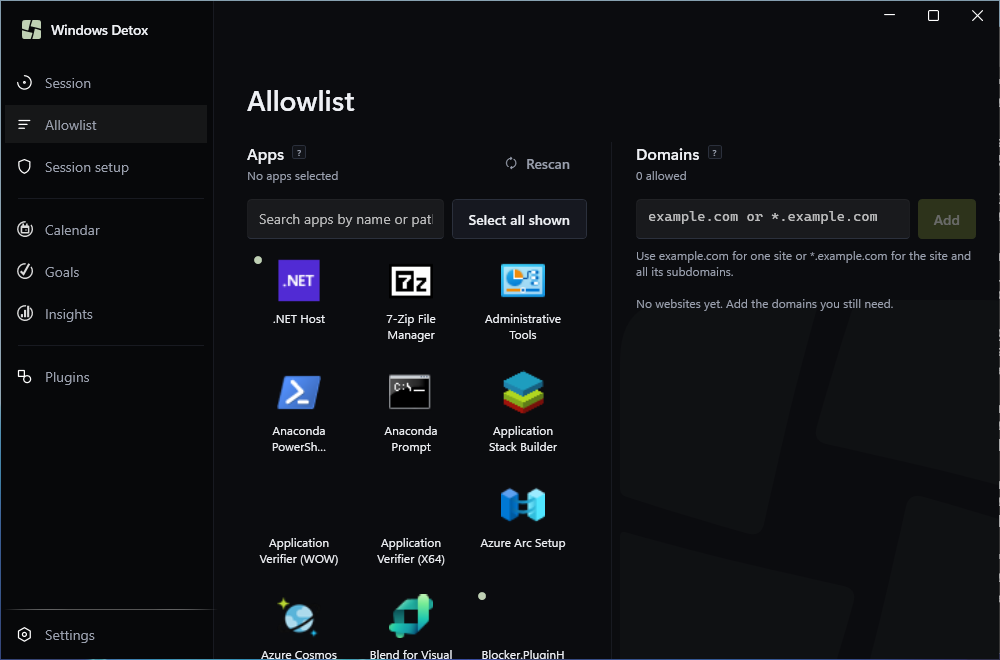 Windows Detox
Session
Allowlist
Session setup
Calendar
Goals
Insights
Plugins
Settings
Allowlist
Apps ?
No apps selected
Rescan
Search apps by name or pat
Select all shown
.NET
.NET Host
7z
7-Zip File
Manager
Administrative
Tools
Anaconda
PowerSh...
C:\
Anaconda
Prompt
Application
Stack Builder
Application
Verifier (WOW)
Application
Verifier (X64)
Azure Arc Setup
Azure Cosmos
Blend for Visual
Blocker.PluginH
Domains ?
0 allowed
example.com or *.example.com
Add
Use example.com for one site or *.example.com for the site and
all its subdomains.
No websites yet. Add the domains you still need.